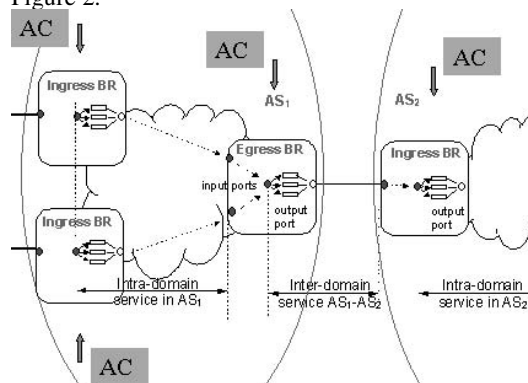 Figure 2.
AC
AC
AC
AS1
AS2
Ingress BR
Egress BR
Ingress BR
input ports
output
port
output
port
Ingress BR
Intra-domain
service in AS1
Inter-domain
service AS1-AS2
Intra-domain
service in AS2
AC